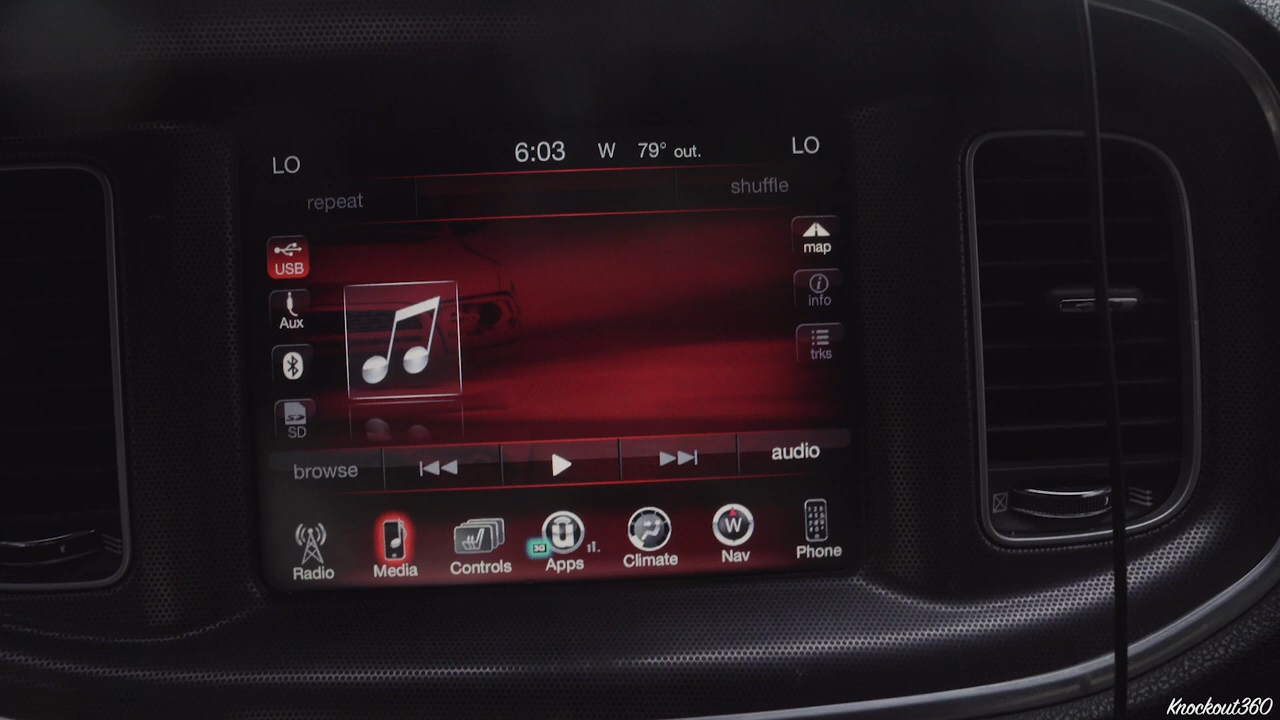 LO 6:03 W 79° out. LO
repeat shuffle
USB
map
Aux
info
trks
SD
browse audio
Radio Media Controls 3G Apps Climate W Nav Phone
Knockout360